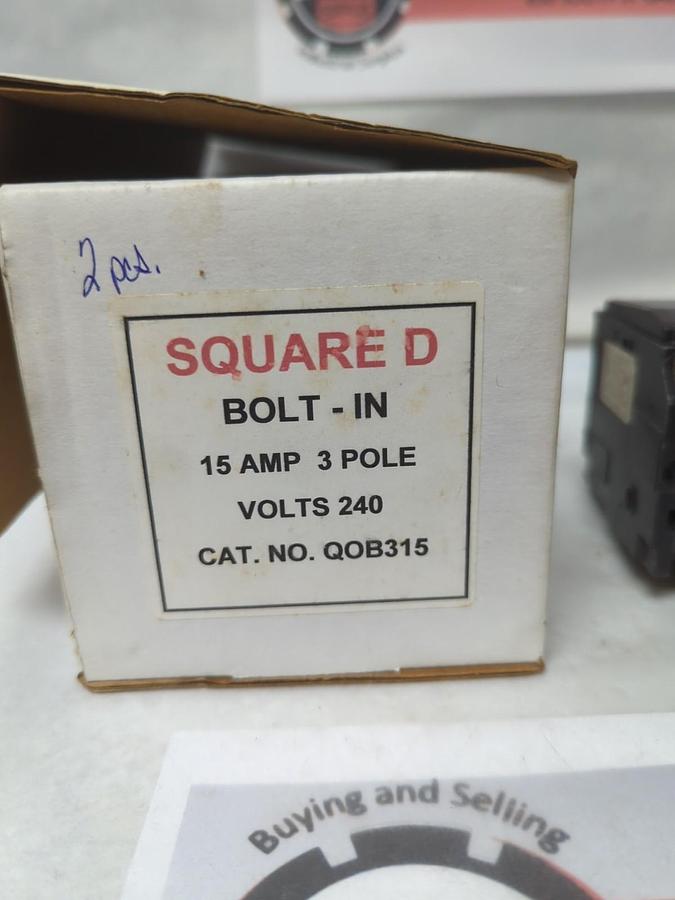 2 pcs.
SQUARE D
BOLT - IN
15 AMP 3 POLE
VOLTS 240
CAT. NO. QOB315
Buying and Selling